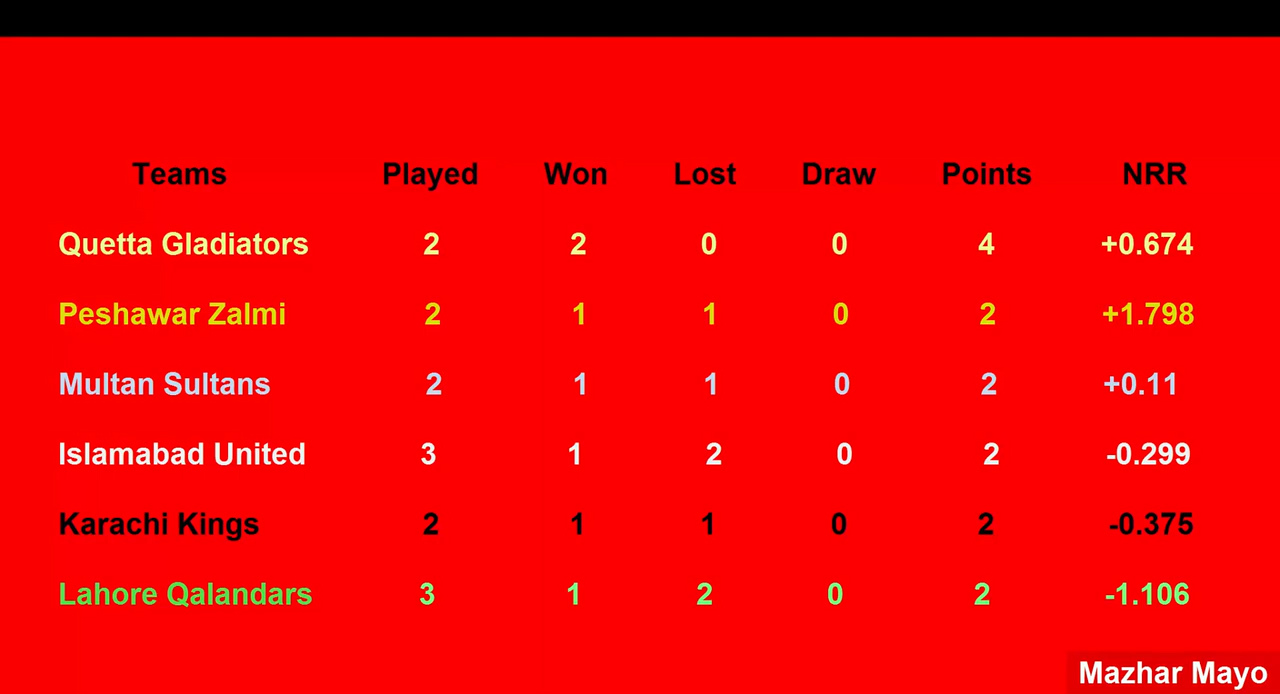 Teams Played Won Lost Draw Points NRR
Quetta Gladiators 2 2 0 0 4 +0.674
Peshawar Zalmi 2 1 1 0 2 +1.798
Multan Sultans 2 1 1 0 2 +0.11
Islamabad United 3 1 2 0 2 -0.299
Karachi Kings 2 1 1 0 2 -0.375
Lahore Qalandars 3 1 2 0 2 -1.106
Mazhar Mayo